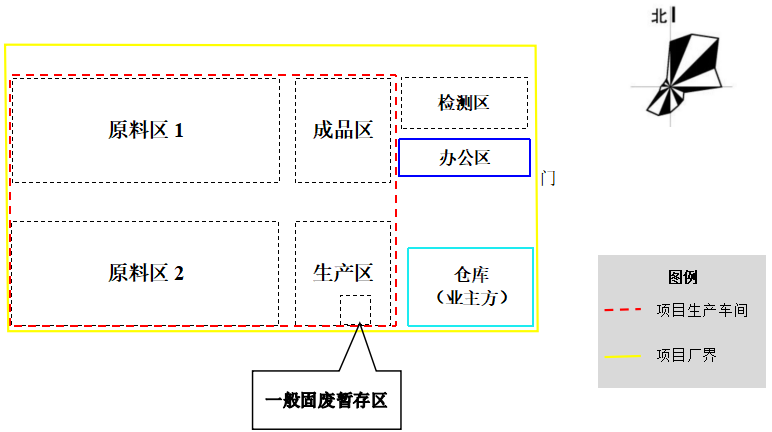 北
原料区 1
成品区
检测区
办公区
门
原料区 2
生产区
仓库
（业主方）
一般固废暂存区
图例
项目生产车间
项目厂界